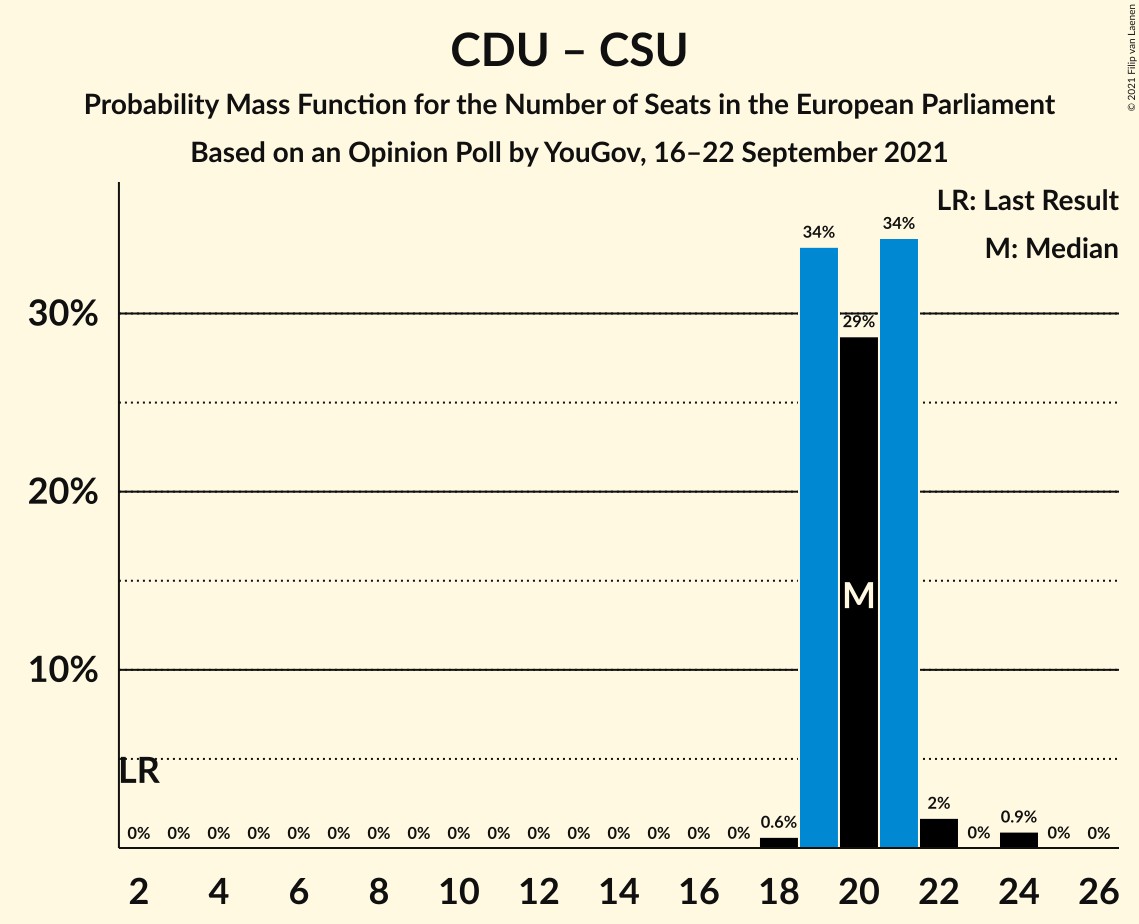 CDU – CSU
Probability Mass Function for the Number of Seats in the European Parliament
Based on an Opinion Poll by YouGov, 16–22 September 2021
© 2021 Filip van Laenen
LR: Last Result
M: Median
30%
20%
10%
34%
34%
29%
M
LR
0% 0% 0% 0% 0% 0% 0% 0% 0% 0% 0% 0% 0% 0% 0% 0% 0.6% 2% 0% 0.9% 0% 0%
2 4 6 8 10 12 14 16 18 20 22 24 26